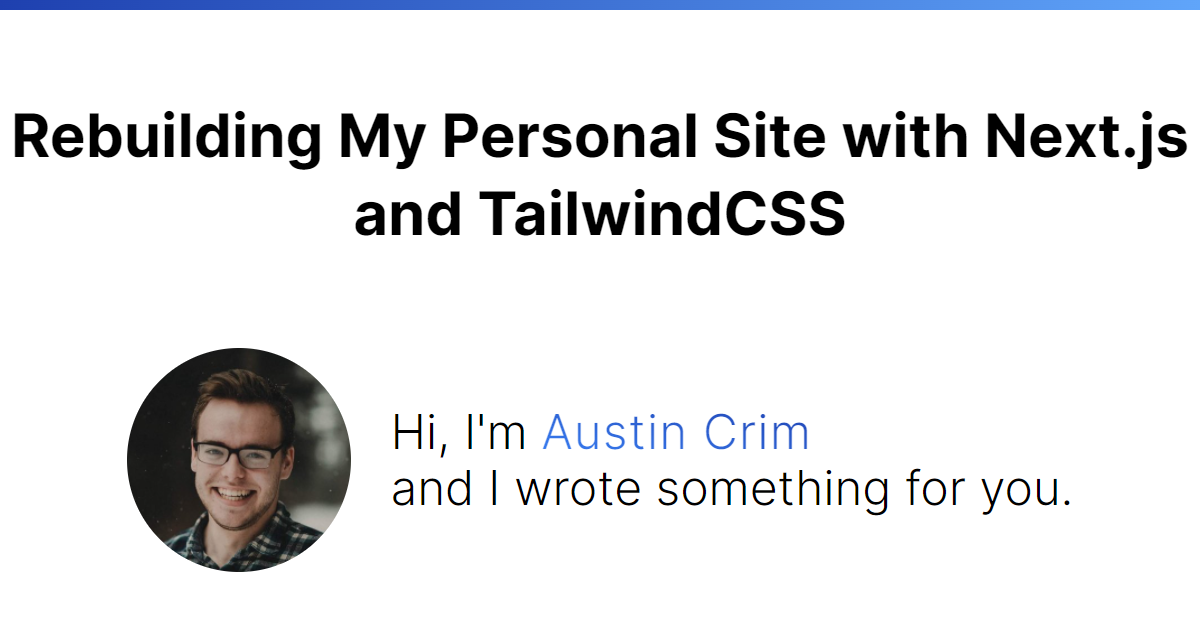 Rebuilding My Personal Site with Next.js
and TailwindCSS
Hi, I'm Austin Crim
and I wrote something for you.